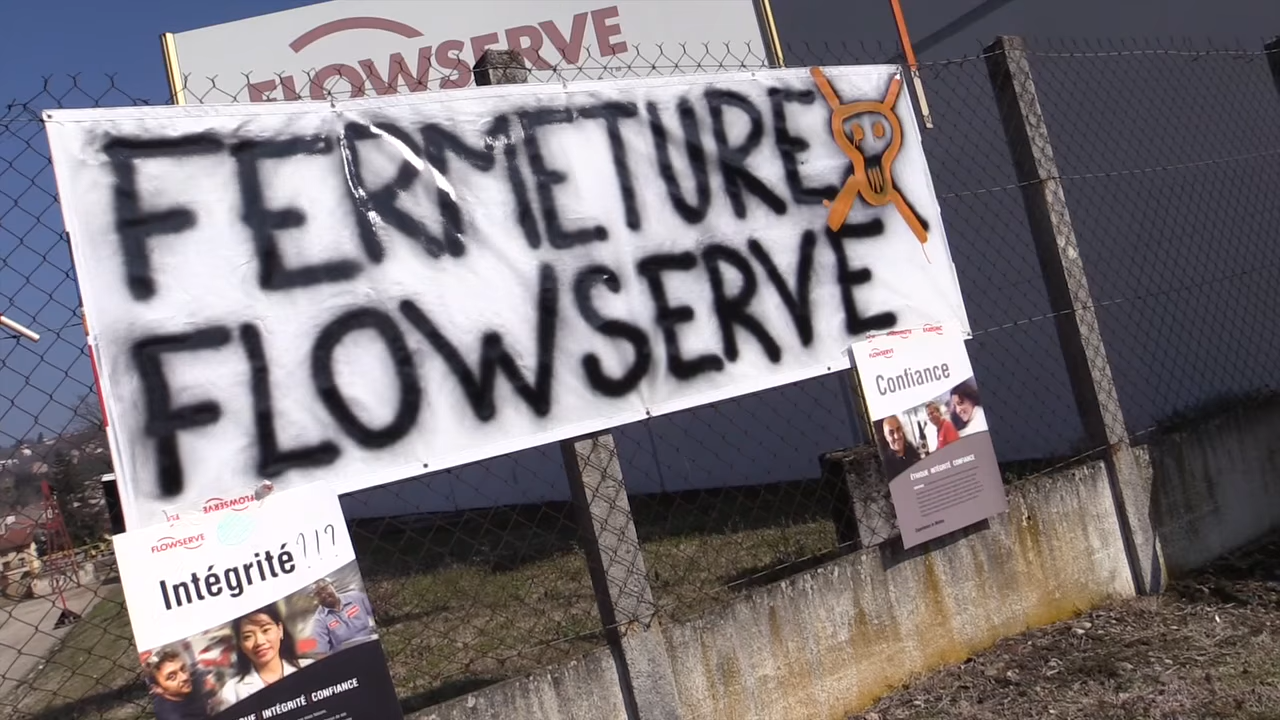 FLOWSERVE
FERMETURE
FLOWSERVE
FLOWSERVE
Confiance
ÉTHIQUE INTÉGRITÉ CONFIANCE
FLOWSERVE
FLOWSERVE
Intégrité?!?
INTÉGRITÉ CONFIANCE